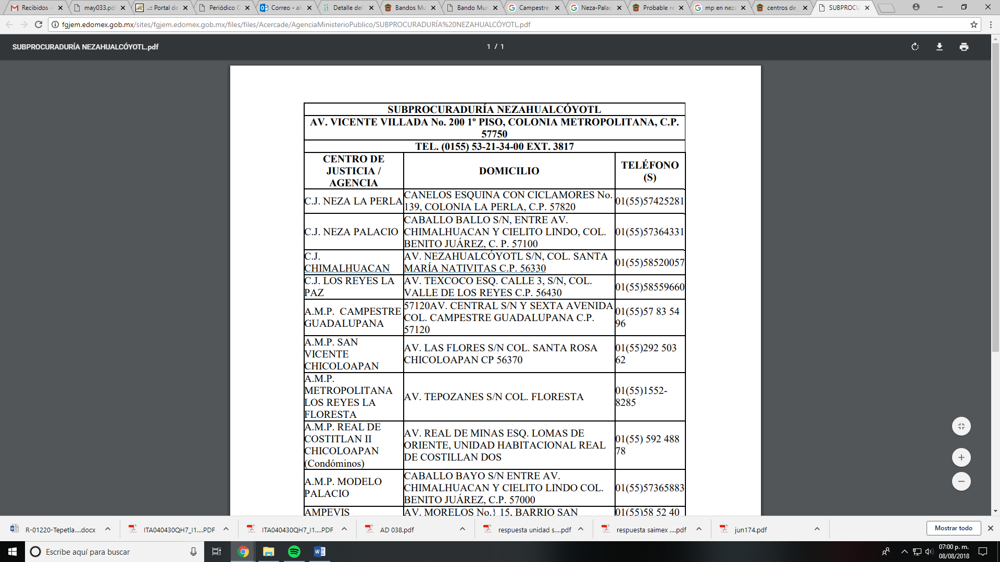 Recibidos -
may033.pd
..:: Portal de
Periódico C
Correo - ah
Detalle del
Bandos Mu
Bando Mun
Campestre-
Neza-Palac
Probable re
mp en neza
centros de
SUBPROCU
fgjem.edomex.gob.mx/sites/fgjem.edomex.gob.mx/files/files/Acercade/AgenciaMinisterioPublico/SUBPROCURADURÍA%20NEZAHUALCÓYOTL.pdf
SUBPROCURADURÍA NEZAHUALCÓYOTL.pdf
1 / 1
SUBPROCURADURÍA NEZAHUALCÓYOTL
AV. VICENTE VILLADA No. 200 1º PISO, COLONIA METROPOLITANA, C.P.
57750
TEL. (0155) 53-21-34-00 EXT. 3817
CENTRO DE
JUSTICIA /
AGENCIA
DOMICILIO
TELÉFONO
(S)
C.J. NEZA LA PERLA
CANELOS ESQUINA CON CICLAMORES No.
139, COLONIA LA PERLA, C.P. 57820
01(55)57425281
C.J. NEZA PALACIO
CABALLO BALLO S/N, ENTRE AV.
CHIMALHUACAN Y CIELITO LINDO, COL.
BENITO JUÁREZ, C. P. 57100
01(55)57364331
C.J.
CHIMALHUACAN
AV. NEZAHUALCÓYOTL S/N, COL. SANTA
MARÍA NATIVITAS C.P. 56330
01(55)58520057
C.J. LOS REYES LA
PAZ
AV. TEXCOCO ESQ. CALLE 3, S/N, COL.
VALLE DE LOS REYES C.P. 56430
01(55)58559660
A.M.P. CAMPESTRE
GUADALUPANA
57120AV. CENTRAL S/N Y SEXTA AVENIDA
COL. CAMPESTRE GUADALUPANA C.P.
57120
01(55)57 83 54
96
A.M.P. SAN
VICENTE
CHICOLOAPAN
AV. LAS FLORES S/N COL. SANTA ROSA
CHICOLOAPAN CP 56370
01(55)292 503
62
A.M.P.
METROPOLITANA
LOS REYES LA
FLORESTA
AV. TEPOZANES S/N COL. FLORESTA
01(55)1552-
8285
A.M.P. REAL DE
COSTITLAN II
CHICOLOAPAN
(Condóminos)
AV. REAL DE MINAS ESQ. LOMAS DE
ORIENTE, UNIDAD HABITACIONAL REAL
DE COSTILLAN DOS
01(55) 592 488
78
A.M.P. MODELO
PALACIO
CABALLO BAYO S/N ENTRE AV.
CHIMALHUACAN Y CIELITO LINDO COL.
BENITO JUÁREZ, C.P. 57000
01(55)57365883
AMPEVIS
AV. MORELOS No.} 15, BARRIO SAN
01(55)58 52 40
R-01220-Tepetla....docx
ITA040430QH7_I1....PDF
ITA040430QH7_I1....PDF
AD 038.pdf
respuesta unidad s....pdf
respuesta saimex ....pdf
jun174.pdf
Mostrar todo
Escribe aquí para buscar
07:00 p. m.
08/08/2018